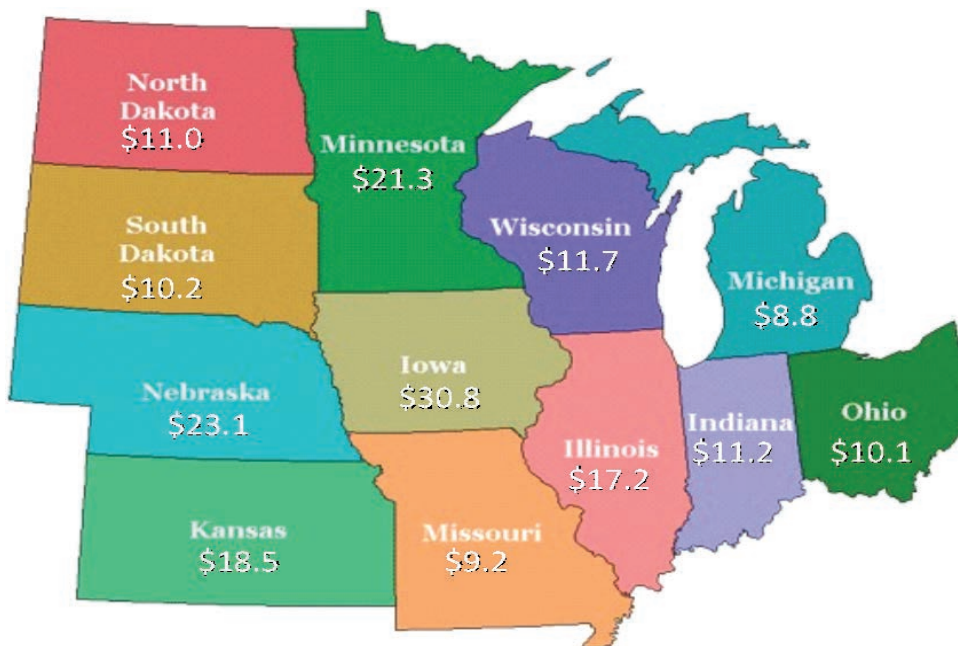 North
Dakota
$11.0
Minnesota
$21.3
South
Dakota
$10.2
Wisconsin
$11.7
Michigan
$8.8
Nebraska
$23.1
Iowa
$30.8
Illinois
$17.2
Indiana
$11.2
Ohio
$10.1
Kansas
$18.5
Missouri
$9.2